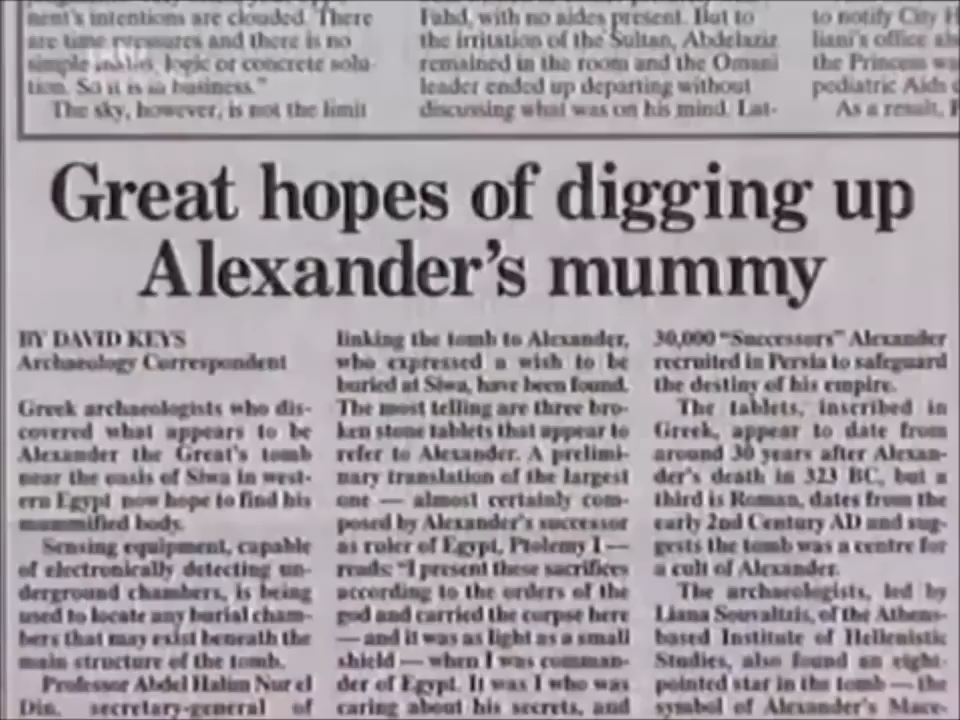 nent's intentions are clouded. There
are time pressures and there is no
simple logic or concrete solu-
tion. So it is in business."
The sky, however, is not the limit
Fahd, with no aides present. But to
the irritation of the Sultan, Abdelaziz
remained in the room and the Omani
leader ended up departing without
discussing what was on his mind. Lat-
to notify City H
liani's office
the Princess
pediatric Aids
As a result,
Great hopes of digging up
Alexander's mummy
BY DAVID KEYS
Archaeology Correspondent
Greek archaeologists who dis-
covered what appears to be
Alexander the Great's tomb
near the oasis of Siwa in west-
ern Egypt now hope to find his
mummified body.
Sensing equipment, capable
of electronically detecting un-
derground chambers, is being
used to locate any burial cham-
bers that may exist beneath the
main structure of the tomb.
Professor Abdel Halim Nur el
Din, secretary-general of
linking the tomb to Alexander,
who expressed a wish to be
buried at Siwa, have been found.
The most telling are three bro-
ken stone tablets that appear to
refer to Alexander. A prelimi-
nary translation of the largest
one — almost certainly com-
posed by Alexander's successor
as ruler of Egypt, Ptolemy I —
reads: "I present these sacrifices
according to the orders of the
god and carried the corpse here
— and it was as light as a small
shield — when I was comman-
der of Egypt. It was I who was
caring about his secrets, and
30,000 "Successors" Alexander
recruited in Persia to safeguard
the destiny of his empire.
The tablets, inscribed in
Greek, appear to date from
around 30 years after Alexan-
der's death in 323 BC, but a
third is Roman, dates from the
early 2nd Century AD and sug-
gests the tomb was a centre for
a cult of Alexander.
The archaeologists, led by
Liana Souvaltzis, of the Athens-
based Institute of Hellenistic
Studies, also found an eight-
pointed star in the tomb — the
symbol of Alexander's Mace-